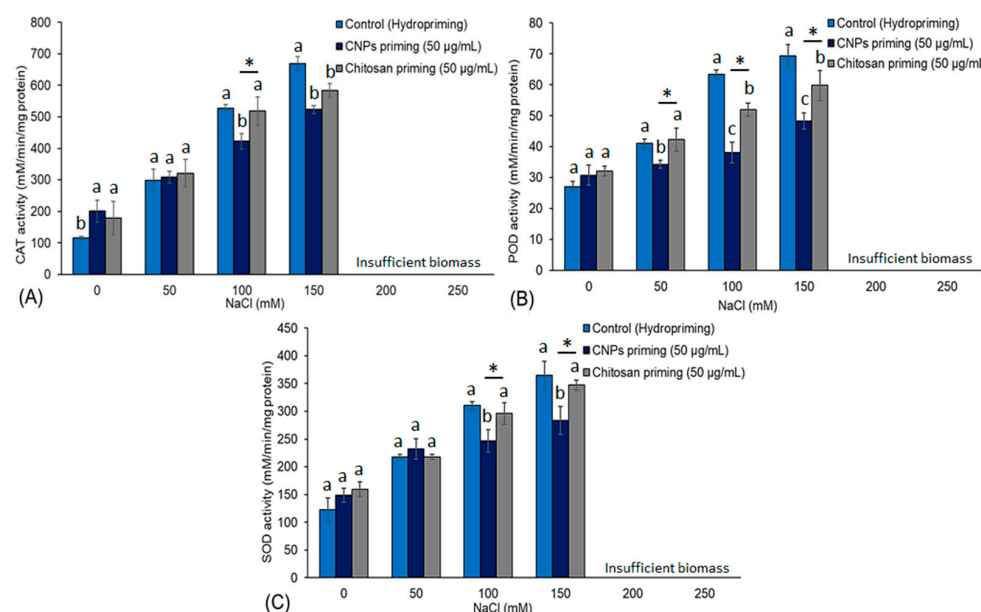 800
700
600
500
400
300
200
100
0
CAT activity (mM/min/mg protein)
Control (Hydropriming)
CNPs priming (50 µg/mL)
Chitosan priming (50 µg/mL)
b a a
a a a
a b * a
a b b
Insufficient biomass
0 50 100 150 200 250
NaCl (mM)
(A)
80
70
60
50
40
30
20
10
0
POD activity (mM/min/mg protein)
Control (Hydropriming)
CNPs priming (50 µg/mL)
Chitosan priming (50 µg/mL)
a a a
a b * a
a c * b
a c * b
Insufficient biomass
0 50 100 150 200 250
NaCl (mM)
(B)
450
400
350
300
250
200
150
100
50
0
SOD activity (mM/min/mg protein)
Control (Hydropriming)
CNPs priming (50 µg/mL)
Chitosan priming (50 µg/mL)
a a a
a a a
a b * a
a b * a
Insufficient biomass
0 50 100 150 200 250
NaCl (mM)
(C)